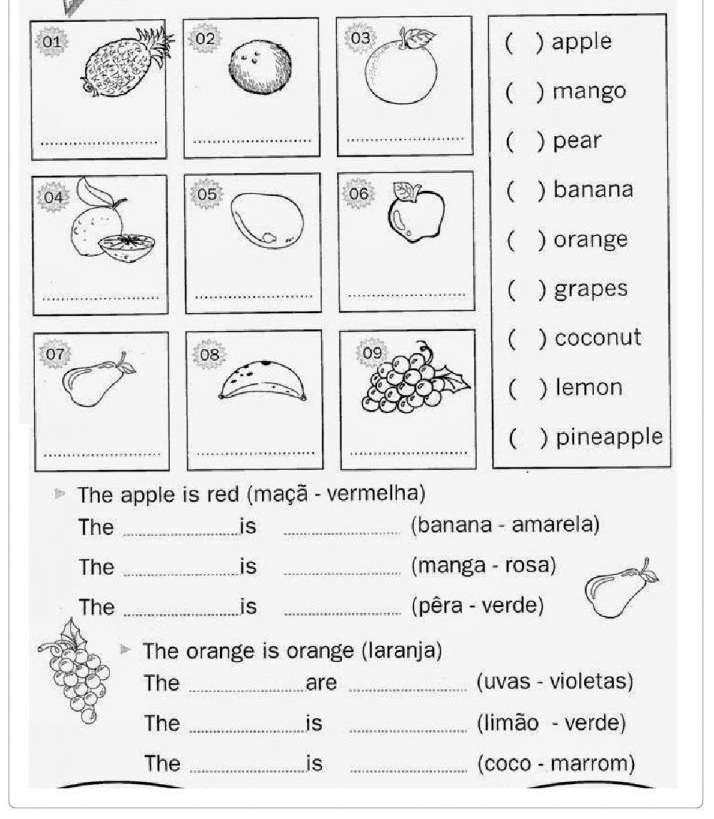 01
02
03
04
05
06
07
08
09
( ) apple
( ) mango
( ) pear
( ) banana
( ) orange
( ) grapes
( ) coconut
( ) lemon
( ) pineapple
The apple is red (maçã - vermelha)
The ............ is ............ (banana - amarela)
The ............ is ............ (manga - rosa)
The ............ is ............ (pêra - verde)
The orange is orange (laranja)
The ............ are ............ (uvas - violetas)
The ............ is ............ (limão - verde)
The ............ is ............ (coco - marrom)